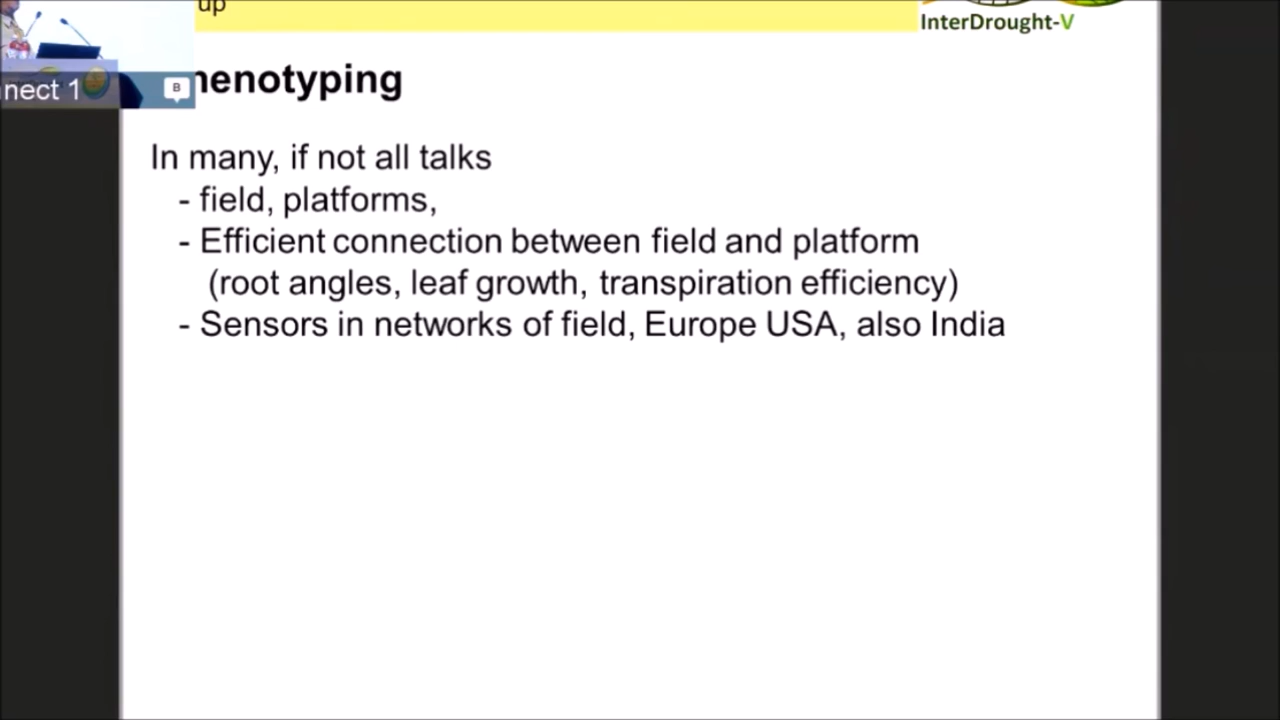 up
InterDrought-V
nect 1
B
henotyping
In many, if not all talks
- field, platforms,
- Efficient connection between field and platform
(root angles, leaf growth, transpiration efficiency)
- Sensors in networks of field, Europe USA, also India